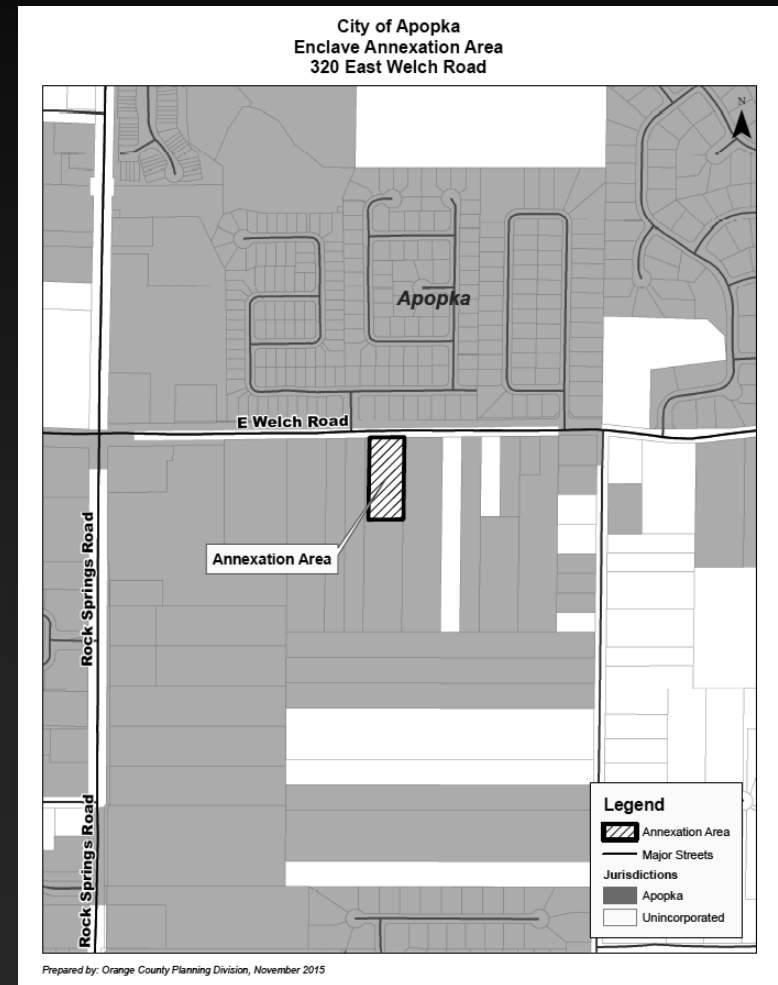 City of Apopka
Enclave Annexation Area
320 East Welch Road
N
Apopka
E Welch Road
Annexation Area
Rock Springs Road
Rock Springs Road
Legend
Annexation Area
Major Streets
Jurisdictions
Apopka
Unincorporated
Prepared by: Orange County Planning Division, November 2015